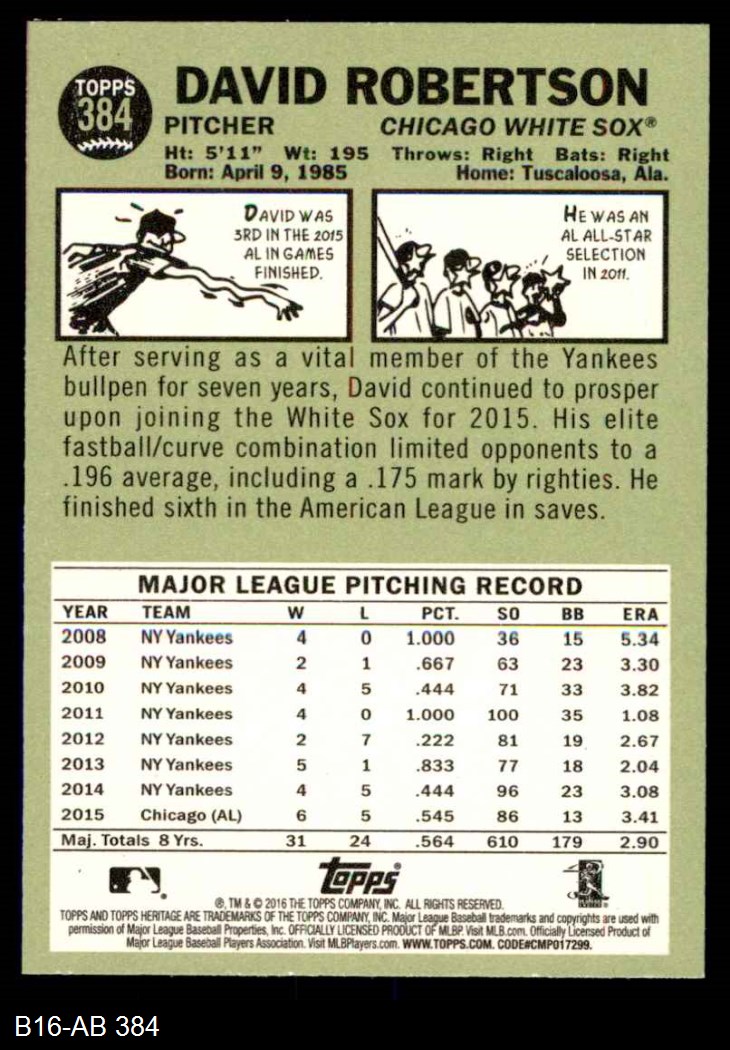 TOPPS
384
DAVID ROBERTSON
PITCHER CHICAGO WHITE SOX®
Ht: 5'11" Wt: 195 Throws: Right Bats: Right
Born: April 9, 1985 Home: Tuscaloosa, Ala.
DAVID WAS
3RD IN THE 2015
AL IN GAMES
FINISHED.
HE WAS AN
AL ALL-STAR
SELECTION
IN 2011.
After serving as a vital member of the Yankees
bullpen for seven years, David continued to prosper
upon joining the White Sox for 2015. His elite
fastball/curve combination limited opponents to a
.196 average, including a .175 mark by righties. He
finished sixth in the American League in saves.
MAJOR LEAGUE PITCHING RECORD
YEAR TEAM W L PCT. SO BB ERA
2008 NY Yankees 4 0 1.000 36 15 5.34
2009 NY Yankees 2 1 .667 63 23 3.30
2010 NY Yankees 4 5 .444 71 33 3.82
2011 NY Yankees 4 0 1.000 100 35 1.08
2012 NY Yankees 2 7 .222 81 19 2.67
2013 NY Yankees 5 1 .833 77 18 2.04
2014 NY Yankees 4 5 .444 96 23 3.08
2015 Chicago (AL) 6 5 .545 86 13 3.41
Maj. Totals 8 Yrs. 31 24 .564 610 179 2.90
topps®
®, TM & © 2016 THE TOPPS COMPANY, INC. ALL RIGHTS RESERVED.
TOPPS AND TOPPS HERITAGE ARE TRADEMARKS OF THE TOPPS COMPANY, INC. Major League Baseball trademarks and copyrights are used with
permission of Major League Baseball Properties, Inc. OFFICIALLY LICENSED PRODUCT OF MLBP. Visit MLB.com. Officially Licensed Product of
Major League Baseball Players Association. Visit MLBPlayers.com. WWW.TOPPS.COM. CODE#CMP017299.
B16-AB 384